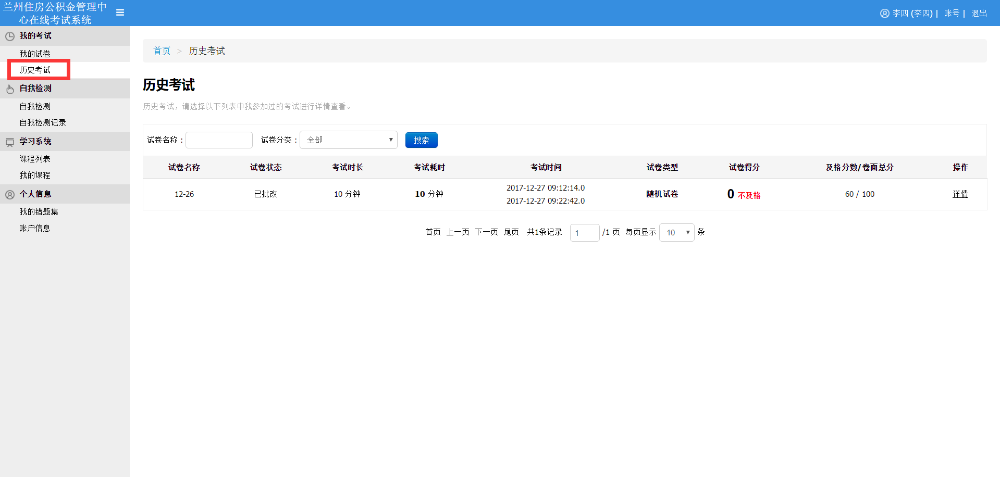 兰州住房公积金管理中
心在线考试系统
李四 (李四) | 账号 | 退出
我的考试
我的试卷
历史考试
自我检测
自我检测
自我检测记录
学习系统
课程列表
我的课程
个人信息
我的错题集
账户信息
首页 > 历史考试
历史考试
历史考试，请选择以下列表中我参加过的考试进行详情查看。
试卷名称： 试卷分类： 全部 搜索
试卷名称 试卷状态 考试时长 考试耗时 考试时间 试卷类型 试卷得分 及格分数/卷面总分 操作
12-26 已批改 10 分钟 10 分钟 2017-12-27 09:12:14.0 随机试卷 0 不及格 60 / 100 详情
2017-12-27 09:22:42.0
首页 上一页 下一页 尾页 共1条记录 1 /1 页 每页显示 10 条